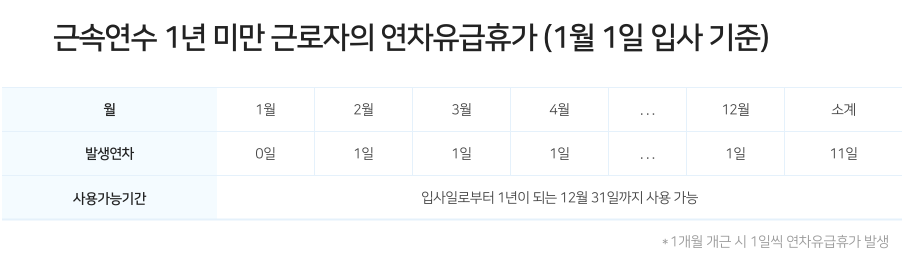 근속연수 1년 미만 근로자의 연차유급휴가 (1월 1일 입사 기준)
월 1월 2월 3월 4월 ... 12월 소계
발생연차 0일 1일 1일 1일 ... 1일 11일
사용가능기간 입사일로부터 1년이 되는 12월 31일까지 사용 가능
* 1개월 개근 시 1일씩 연차유급휴가 발생